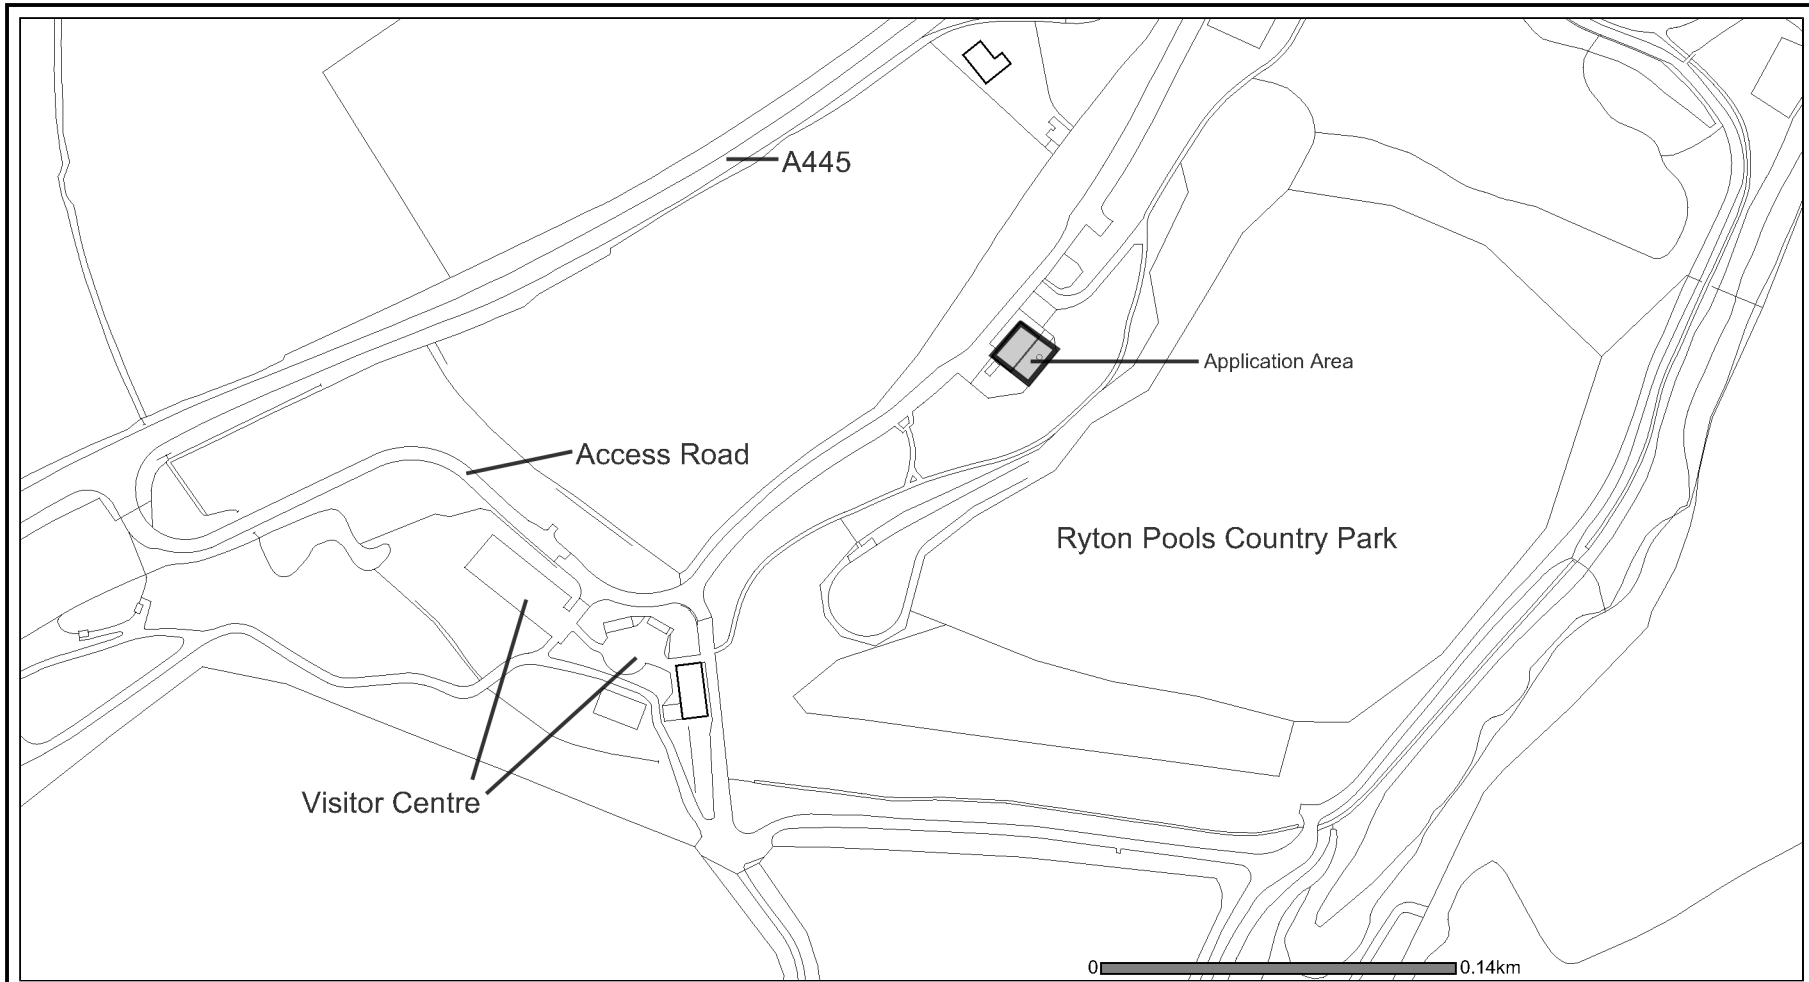 A445
Application Area
Access Road
Ryton Pools Country Park
Visitor Centre
0 0.14km